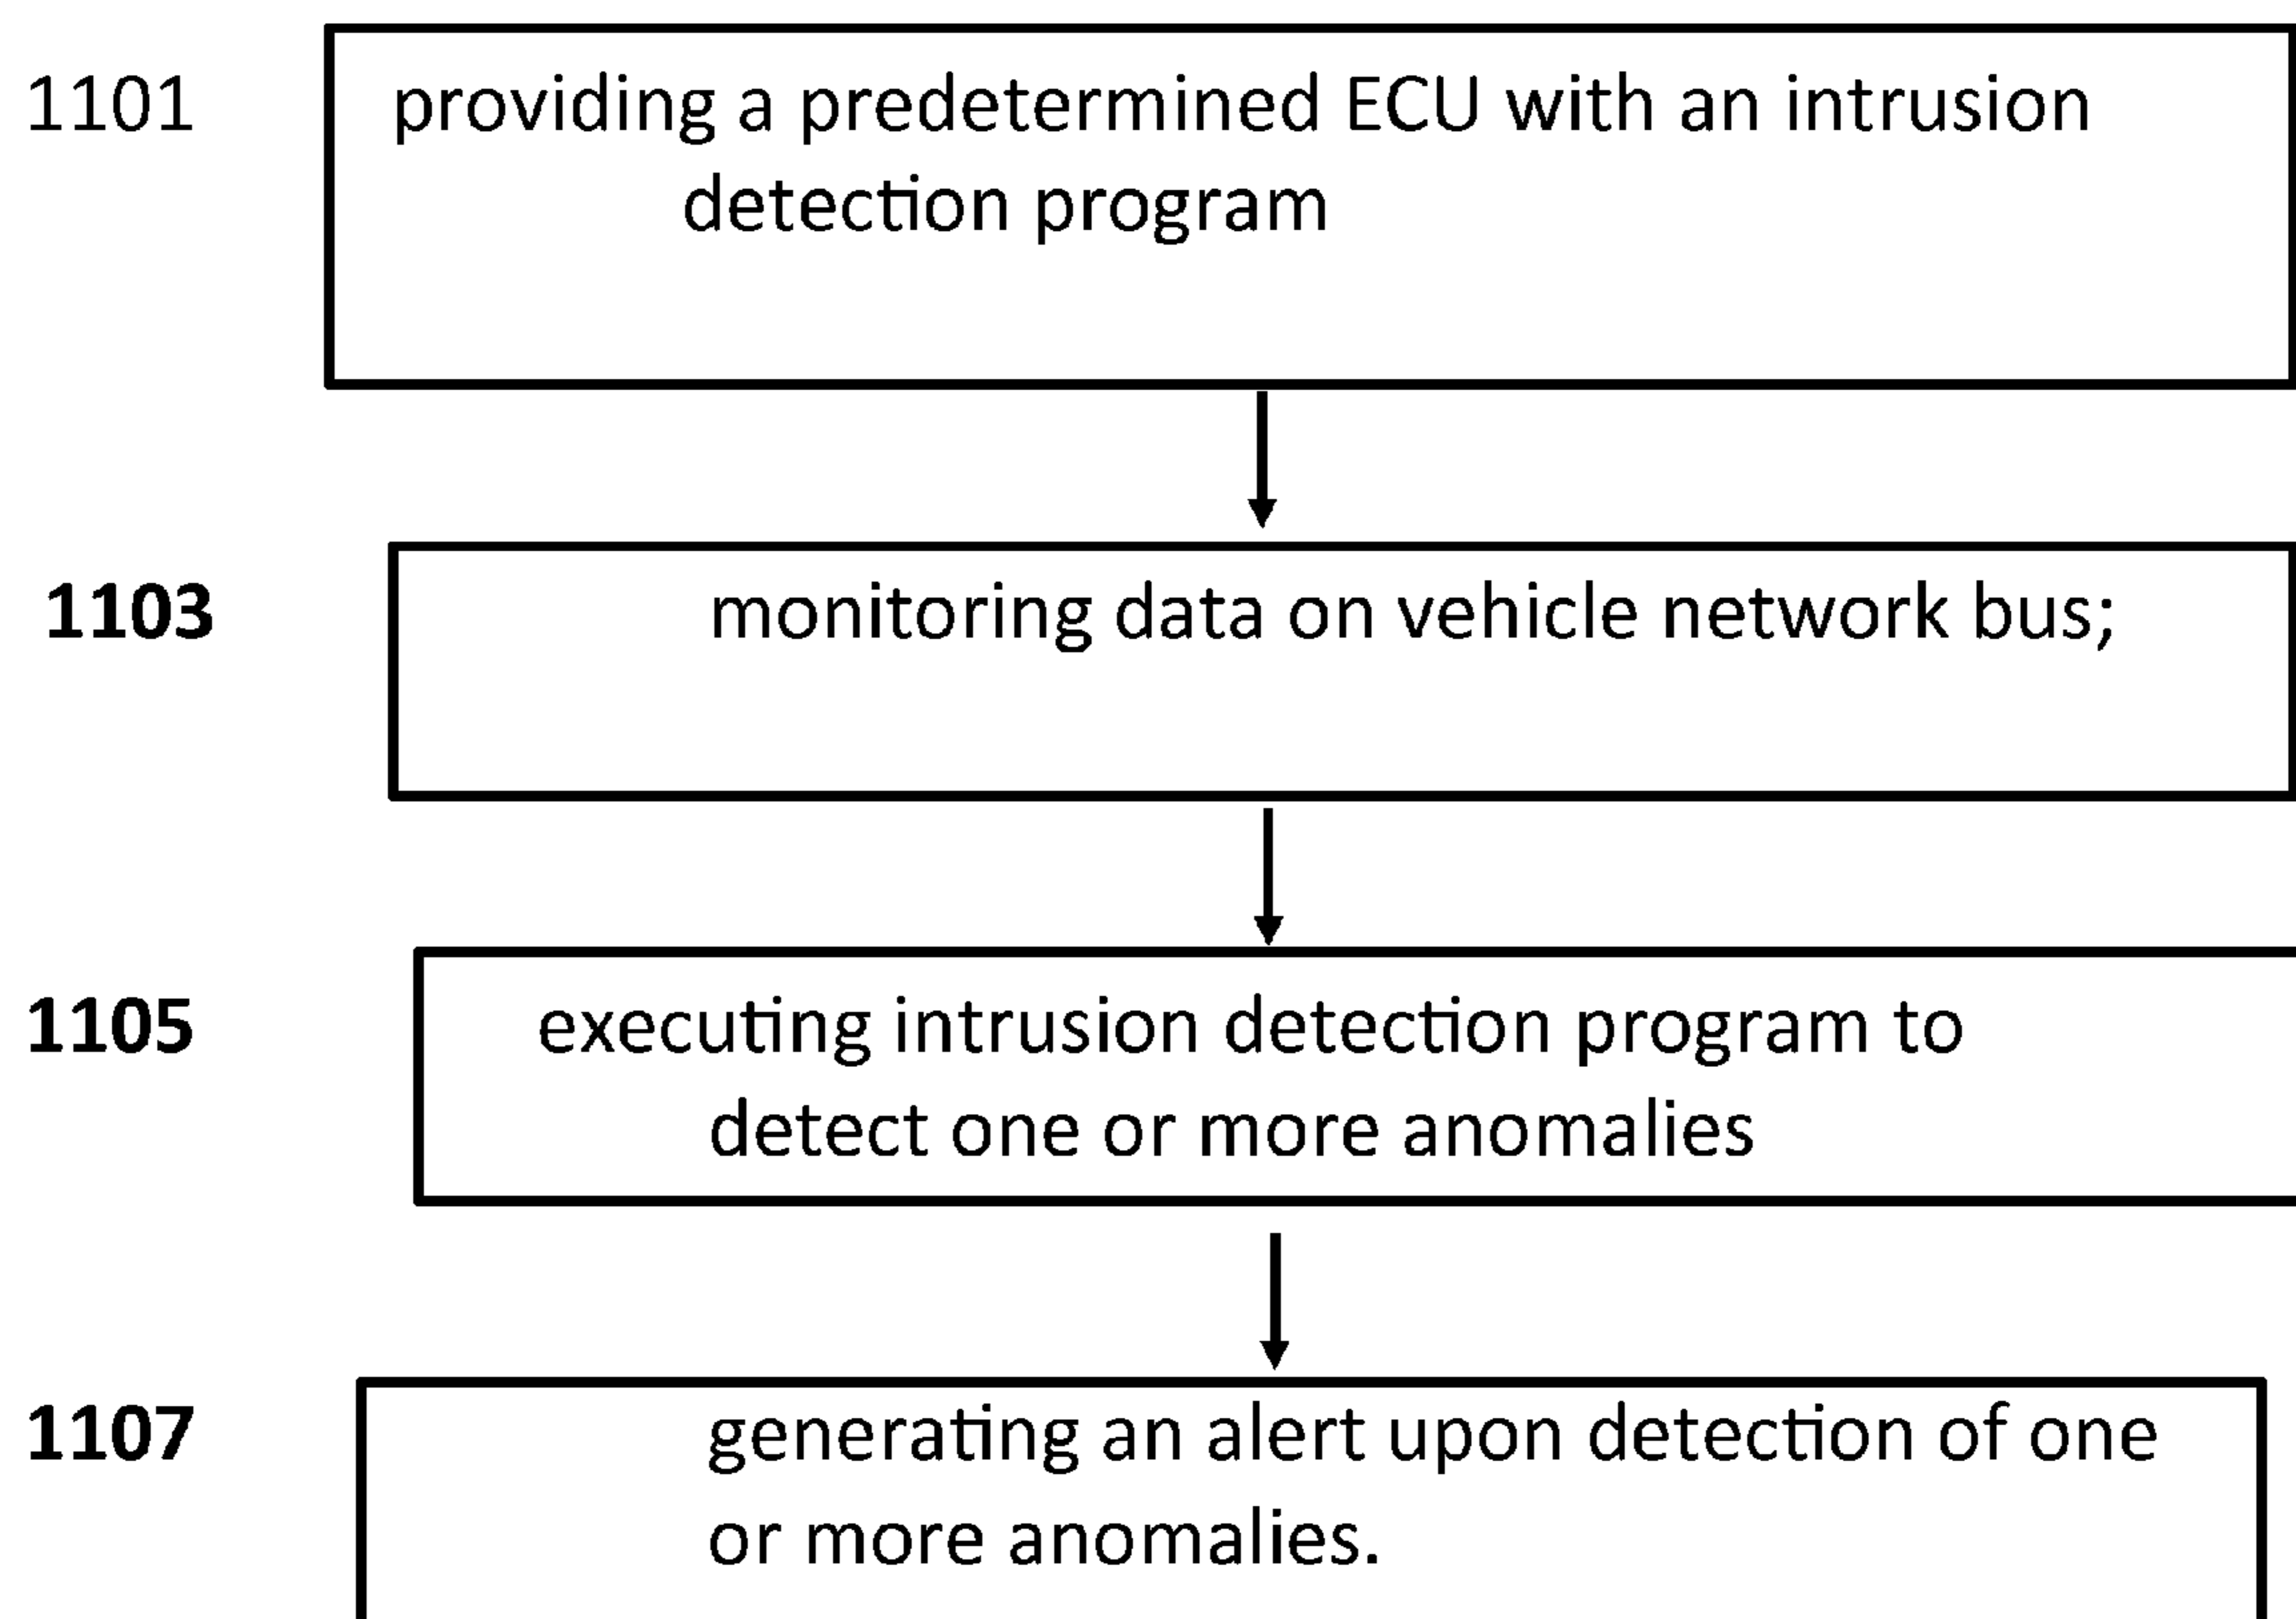 1101
providing a predetermined ECU with an intrusion
detection program
1103
monitoring data on vehicle network bus;
1105
executing intrusion detection program to
detect one or more anomalies
1107
generating an alert upon detection of one
or more anomalies.